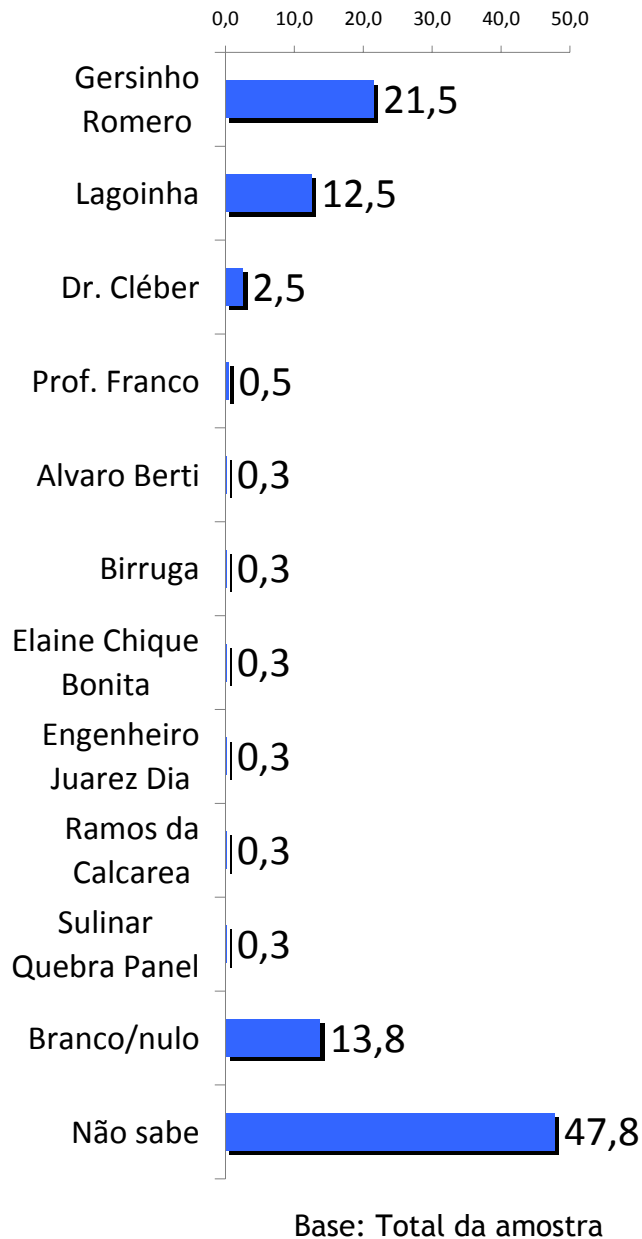 0,0 10,0 20,0 30,0 40,0 50,0
Gersinho
Romero
21,5
Lagoinha
12,5
Dr. Cléber
2,5
Prof. Franco
0,5
Alvaro Berti
0,3
Birruga
0,3
Elaine Chique
Bonita
0,3
Engenheiro
Juarez Dia
0,3
Ramos da
Calcarea
0,3
Sulinar
Quebra Panel
0,3
Branco/nulo
13,8
Não sabe
47,8
Base: Total da amostra